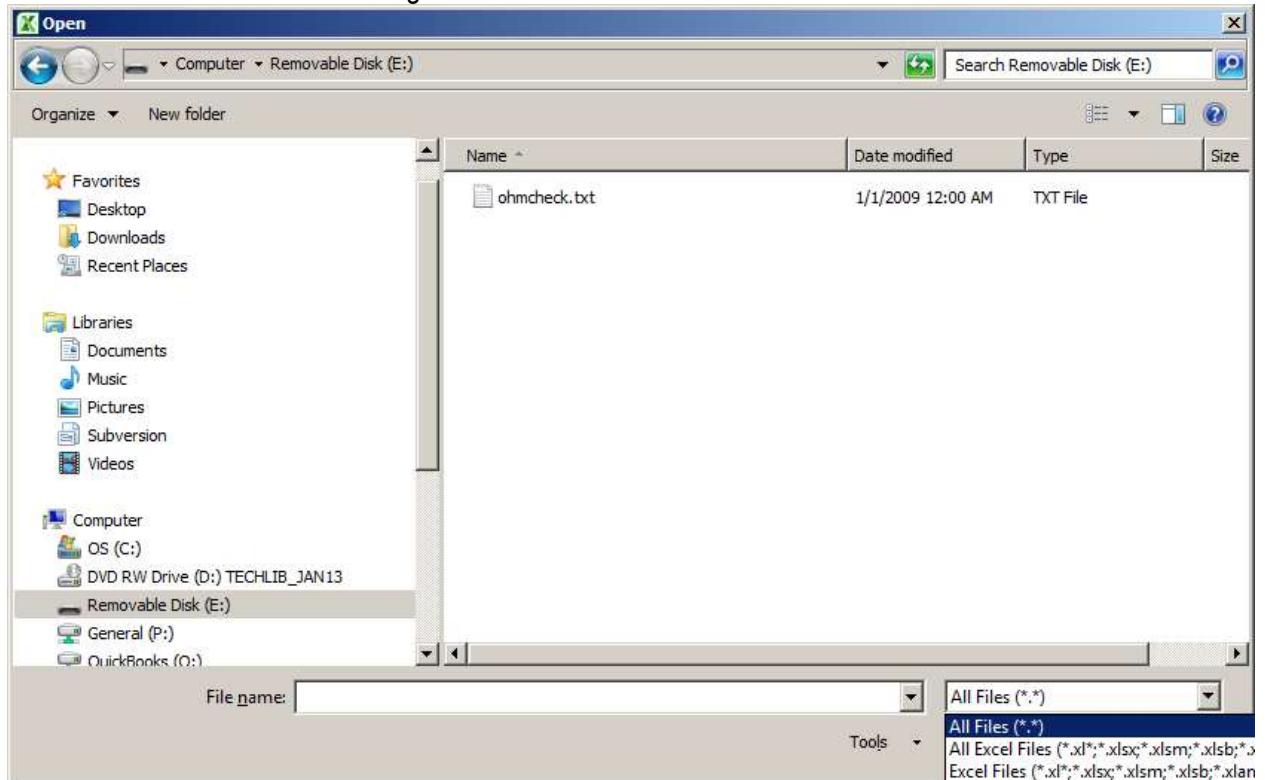 Open
Computer Removable Disk (E:)
Search Removable Disk (E:)
Organize New folder
Name Date modified Type Size
ohmcheck.txt 1/1/2009 12:00 AM TXT File
Favorites
Desktop
Downloads
Recent Places
Libraries
Documents
Music
Pictures
Subversion
Videos
Computer
OS (C:)
DVD RW Drive (D:) TECHLIB_JAN13
Removable Disk (E:)
General (P:)
QuickBooks (Q:)
File name: All Files (*.*)
Tools
All Files (*.*)
All Excel Files (*.xl*;*.xlsx;*.xlsm;*.xlsb;*.
Excel Files (*.xl*;*.xlsx;*.xlsm;*.xlsb;*.xlam